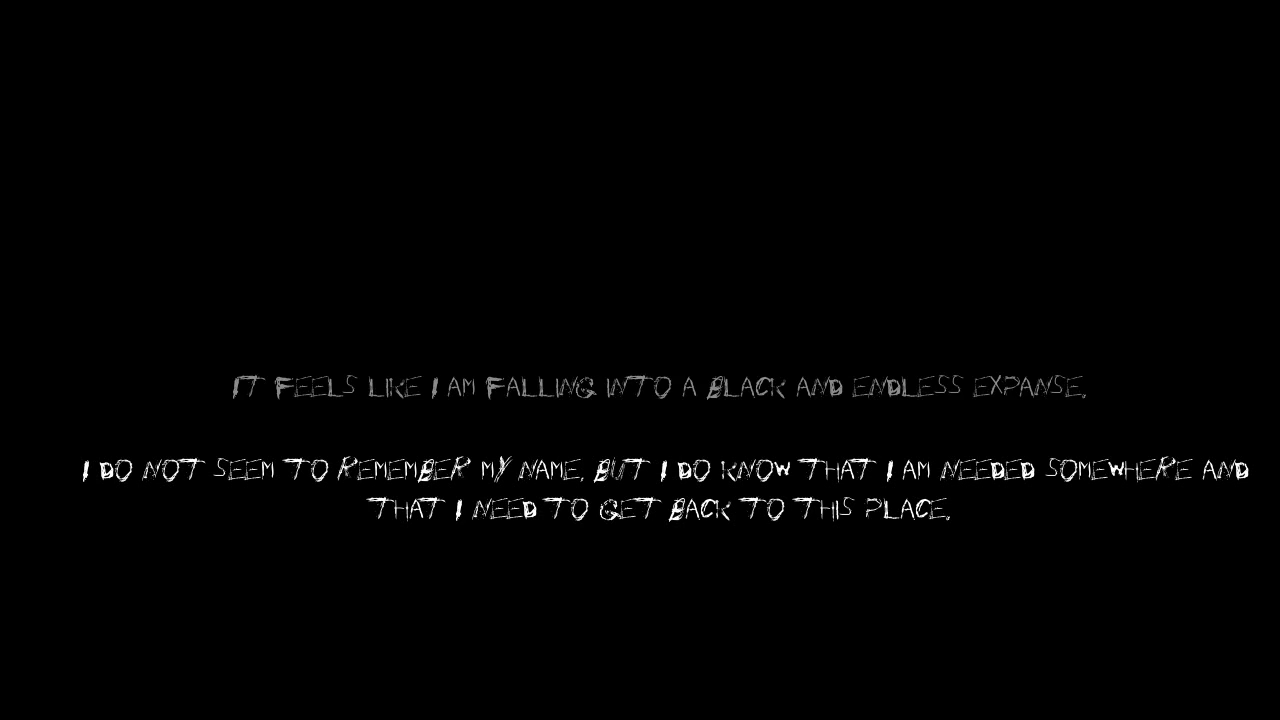 IT FEELS LIKE I AM FALLING INTO A BLACK AND ENDLESS EXPANSE.
I DO NOT SEEM TO REMEMBER MY NAME, BUT I DO KNOW THAT I AM NEEDED SOMEWHERE AND
THAT I NEED TO GET BACK TO THIS PLACE.